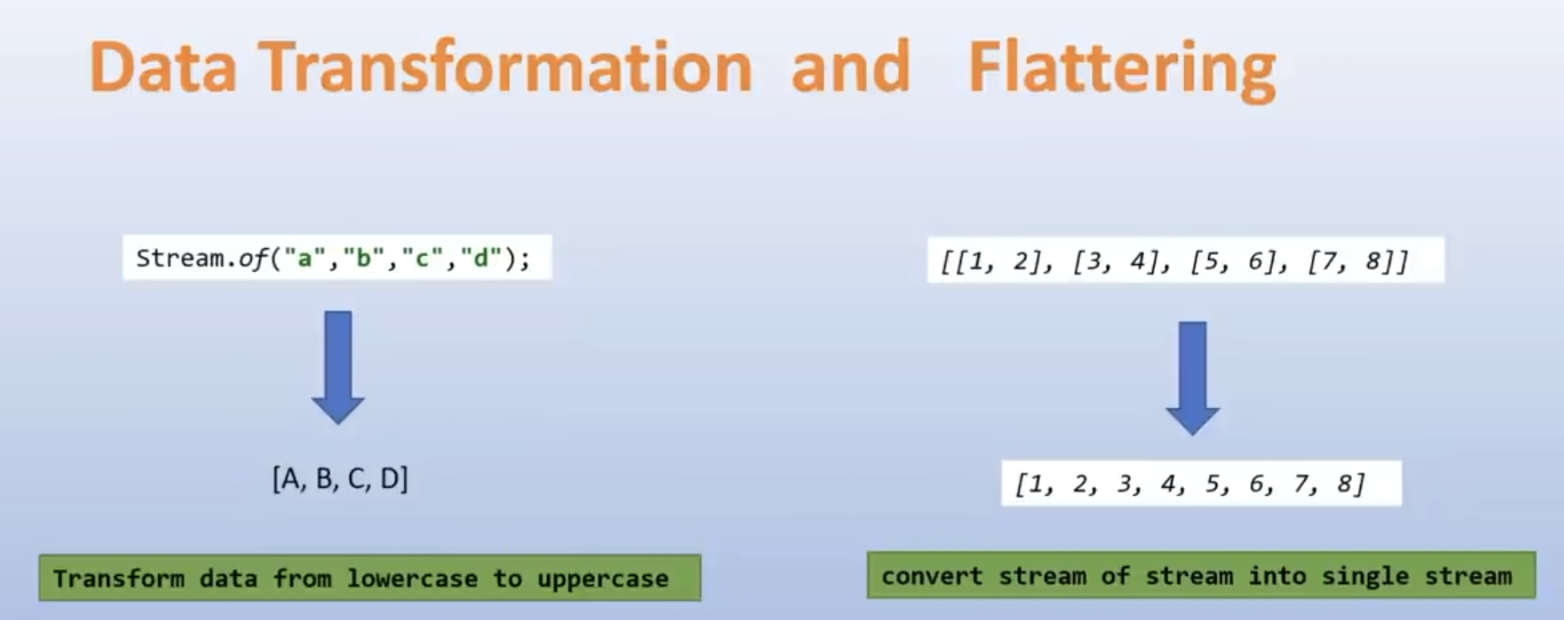 Data Transformation and Flattering
Stream.of("a","b","c","d");
[A, B, C, D]
Transform data from lowercase to uppercase
[[1, 2], [3, 4], [5, 6], [7, 8]]
[1, 2, 3, 4, 5, 6, 7, 8]
convert stream of stream into single stream